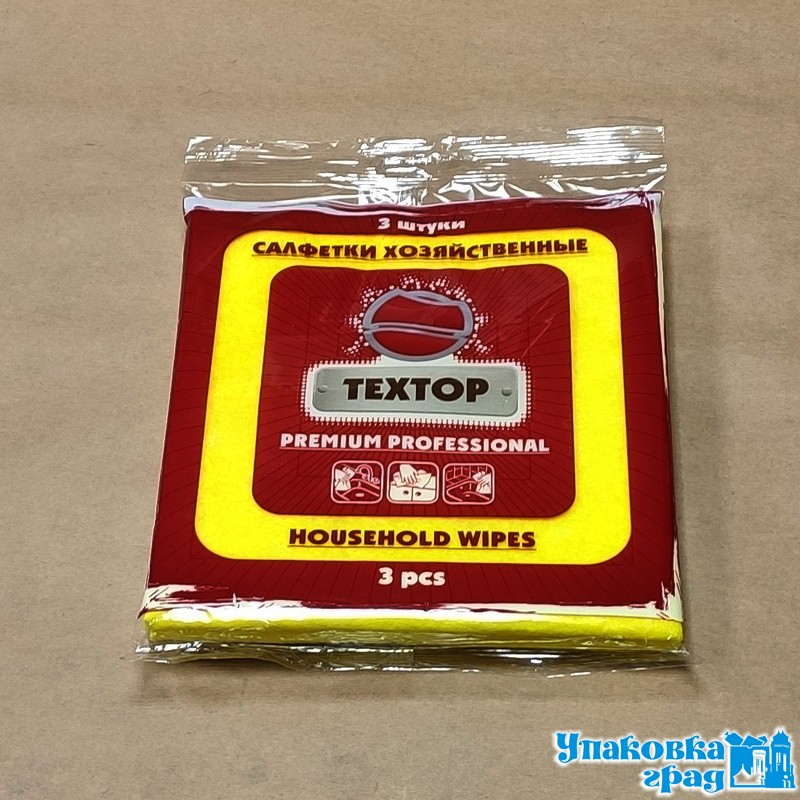 3 штуки
САЛФЕТКИ ХОЗЯЙСТВЕННЫЕ
TEXTOP
PREMIUM PROFESSIONAL
HOUSEHOLD WIPES
3 pcs
Упаковка
град